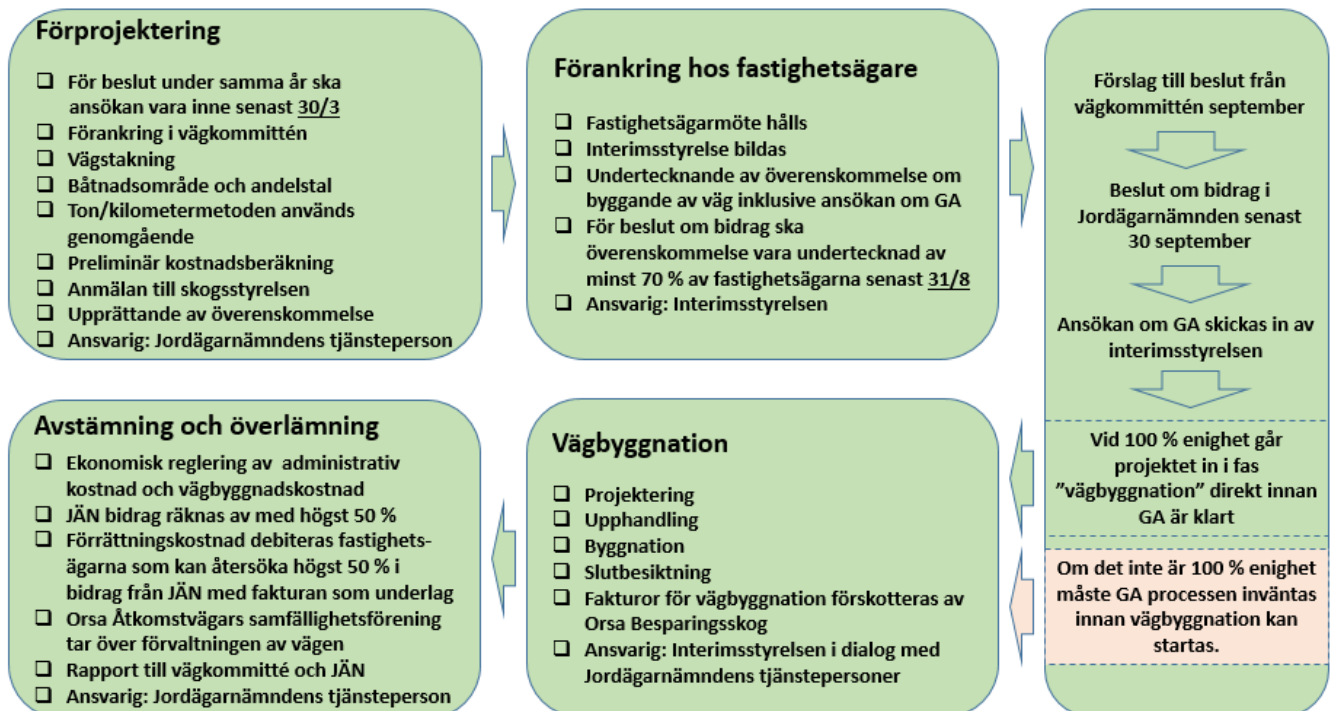 Förprojektering
❑ För beslut under samma år ska
ansökan vara inne senast 30/3
❑ Förankring i vägkommittén
❑ Vägstakning
❑ Båtnadsområde och andelstal
❑ Ton/kilometermetoden används
genomgående
❑ Preliminär kostnadsberäkning
❑ Anmälan till skogsstyrelsen
❑ Upprättande av överenskommelse
❑ Ansvarig: Jordägarnämndens tjänsteperson
Förankring hos fastighetsägare
❑ Fastighetsägarmöte hålls
❑ Interimsstyrelse bildas
❑ Undertecknande av överenskommelse om
byggande av väg inklusive ansökan om GA
❑ För beslut om bidrag ska
överenskommelse vara undertecknad av
minst 70 % av fastighetsägarna senast 31/8
❑ Ansvarig: Interimsstyrelsen
Förslag till beslut från
vägkommittén september
Beslut om bidrag i
Jordägarnämnden senast
30 september
Ansökan om GA skickas in av
interimsstyrelsen
Vid 100 % enighet går
projektet in i fas
”vägbyggnation” direkt innan
GA är klart
Om det inte är 100 % enighet
måste GA processen inväntas
innan vägbyggnation kan
startas.
Vägbyggnation
❑ Projektering
❑ Upphandling
❑ Byggnation
❑ Slutbesiktning
❑ Fakturor för vägbyggnation förskotteras av
Orsa Besparingsskog
❑ Ansvarig: Interimsstyrelsen i dialog med
Jordägarnämndens tjänstepersoner
Avstämning och överlämning
❑ Ekonomisk reglering av administrativ
kostnad och vägbyggnadskostnad
❑ JÄN bidrag räknas av med högst 50 %
❑ Förrättningskostnad debiteras fastighets-
ägarna som kan återsöka högst 50 % i
bidrag från JÄN med fakturan som underlag
❑ Orsa Åtkomstvägars samfällighetsförening
tar över förvaltningen av vägen
❑ Rapport till vägkommitté och JÄN
❑ Ansvarig: Jordägarnämndens tjänsteperson